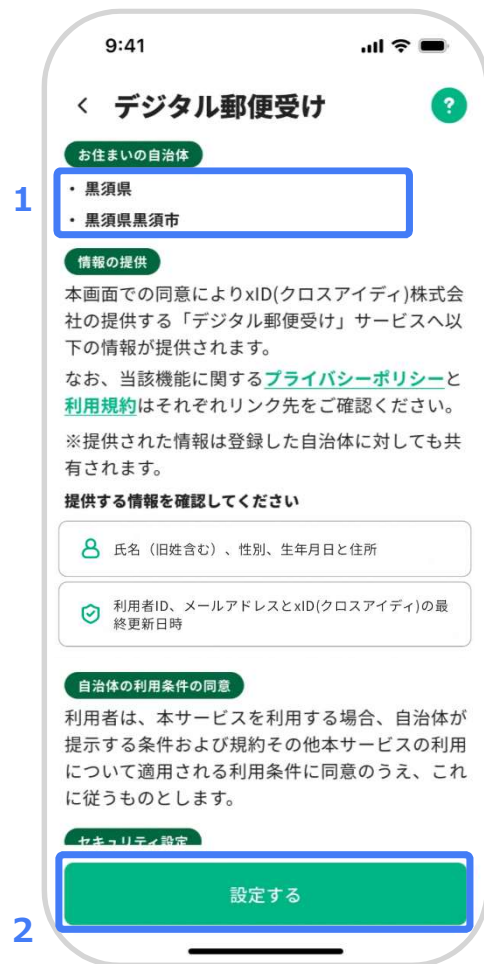 9:41
デジタル郵便受け
?
お住まいの自治体
1
・ 黒須県
・ 黒須県黒須市
情報の提供
本画面での同意によりxID(クロスアイディ)株式会
社の提供する「デジタル郵便受け」サービスへ以
下の情報が提供されます。
なお、当該機能に関するプライバシーポリシーと
利用規約はそれぞれリンク先をご確認ください。
※提供された情報は登録した自治体に対しても共
有されます。
提供する情報を確認してください
氏名（旧姓含む）、性別、生年月日と住所
利用者ID、メールアドレスとxID(クロスアイディ)の最
終更新日時
自治体の利用条件の同意
利用者は、本サービスを利用する場合、自治体が
提示する条件および規約その他本サービスの利用
について適用される利用条件に同意のうえ、これ
に従うものとします。
セキュリティ設定
設定する
2